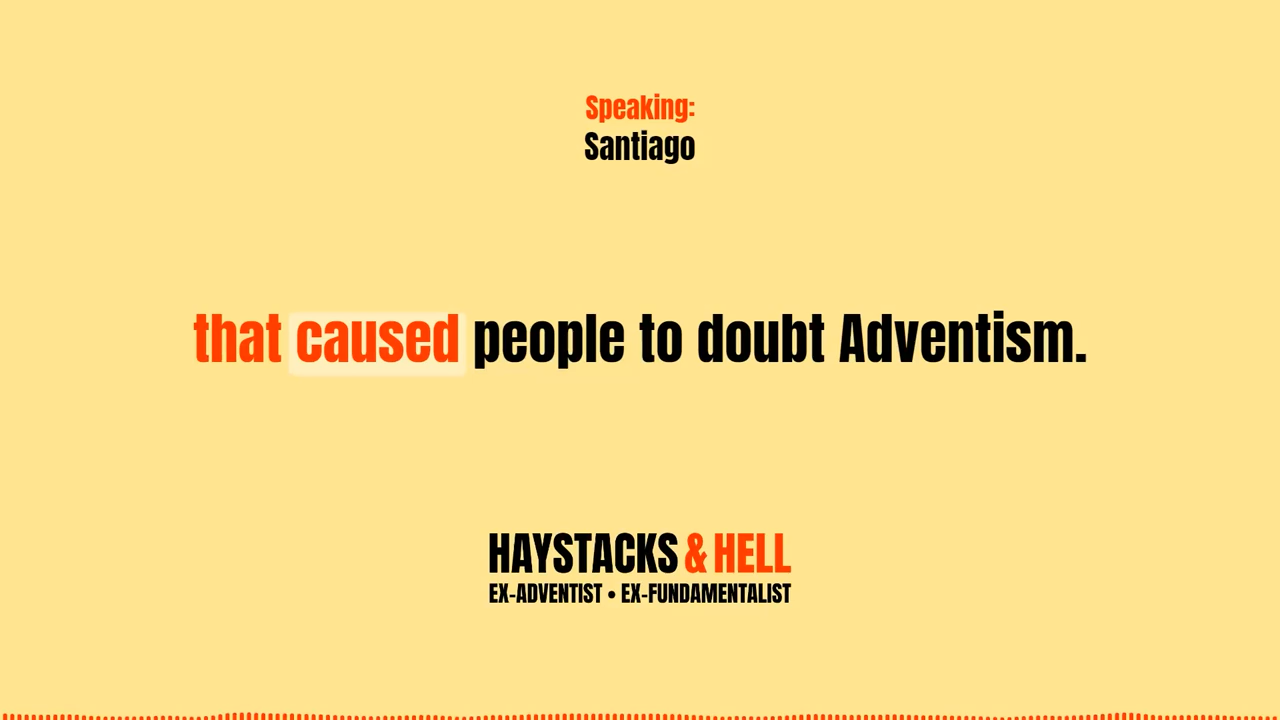 Speaking:
Santiago
that caused people to doubt Adventism.
HAYSTACKS & HELL
EX-ADVENTIST • EX-FUNDAMENTALIST